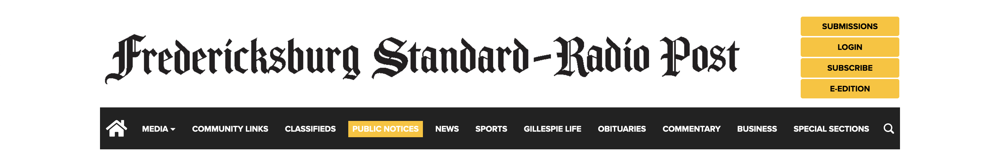 Fredericksburg Standard-Radio Post
SUBMISSIONS
LOGIN
SUBSCRIBE
E-EDITION
MEDIA COMMUNITY LINKS CLASSIFIEDS PUBLIC NOTICES NEWS SPORTS GILLESPIE LIFE OBITUARIES COMMENTARY BUSINESS SPECIAL SECTIONS